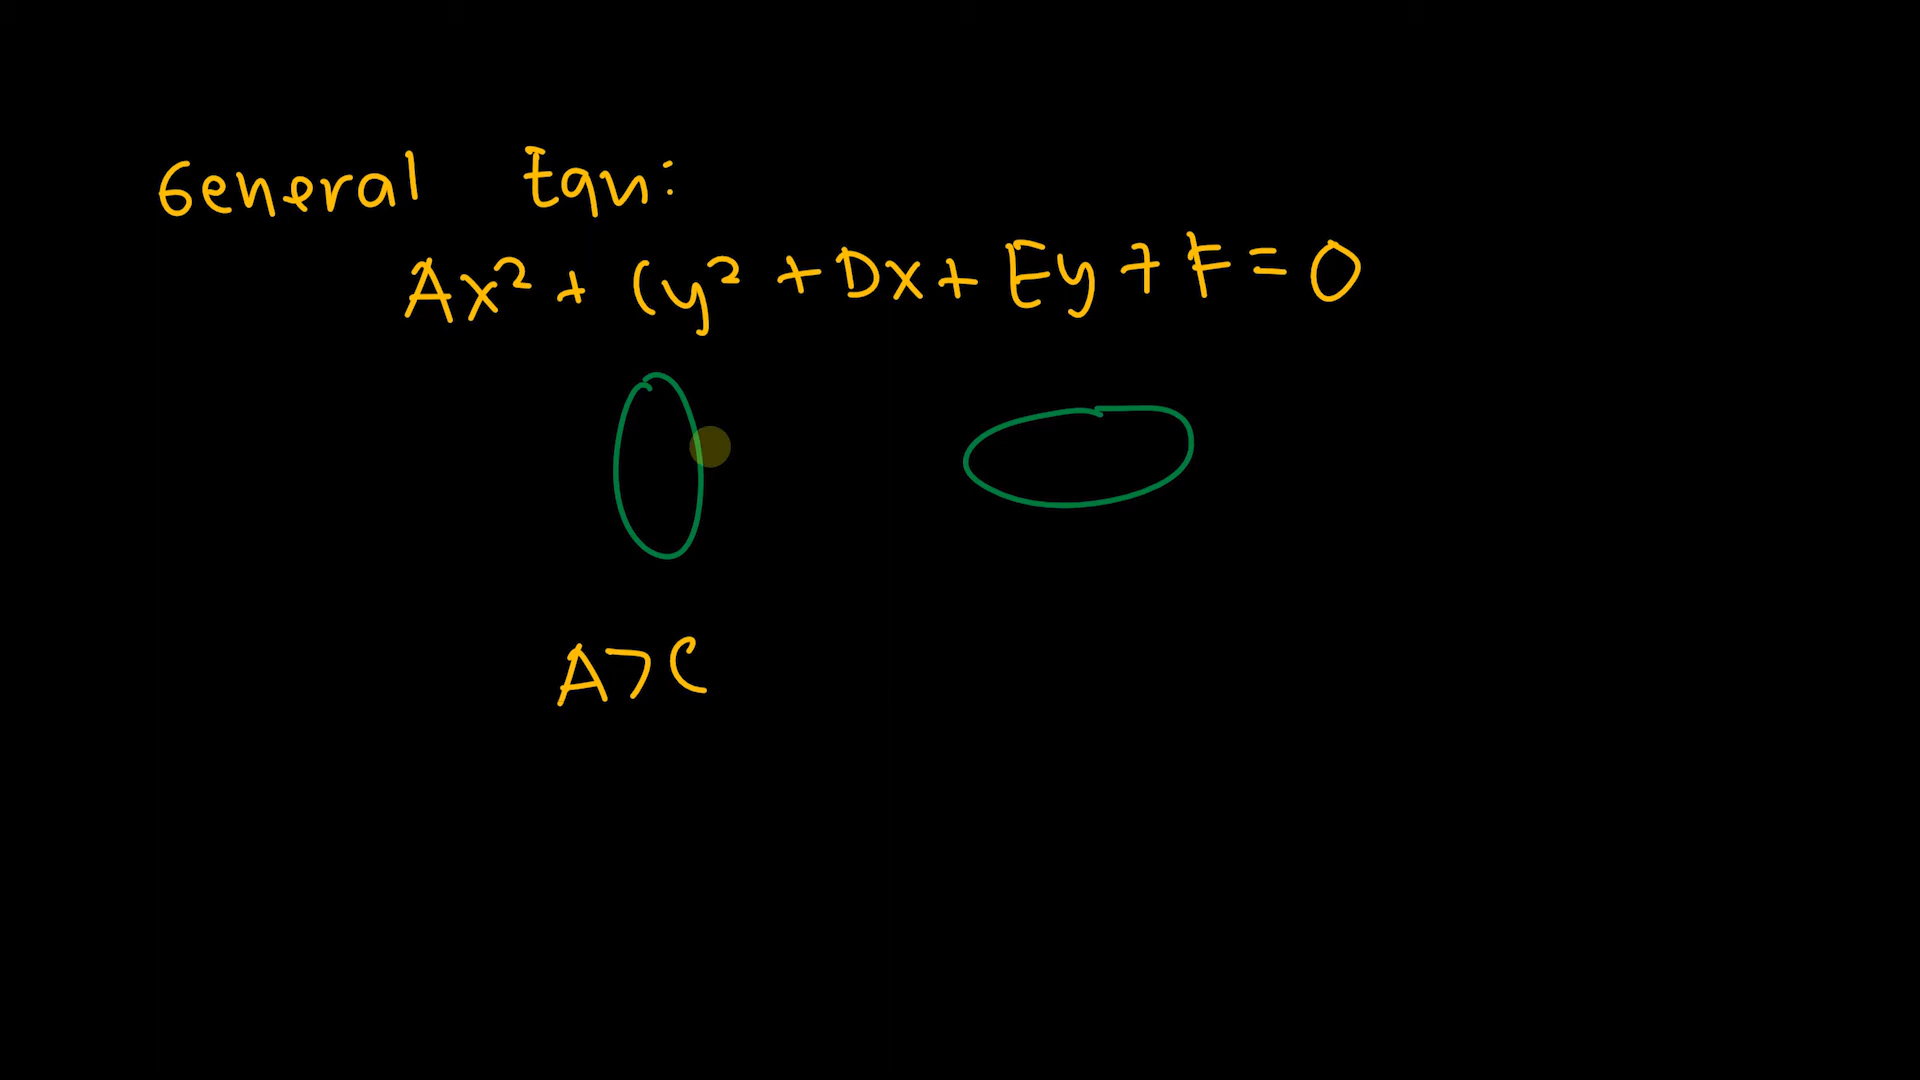 General Eqn:
Ax² + Cy² + Dx + Ey + F = 0
A > C